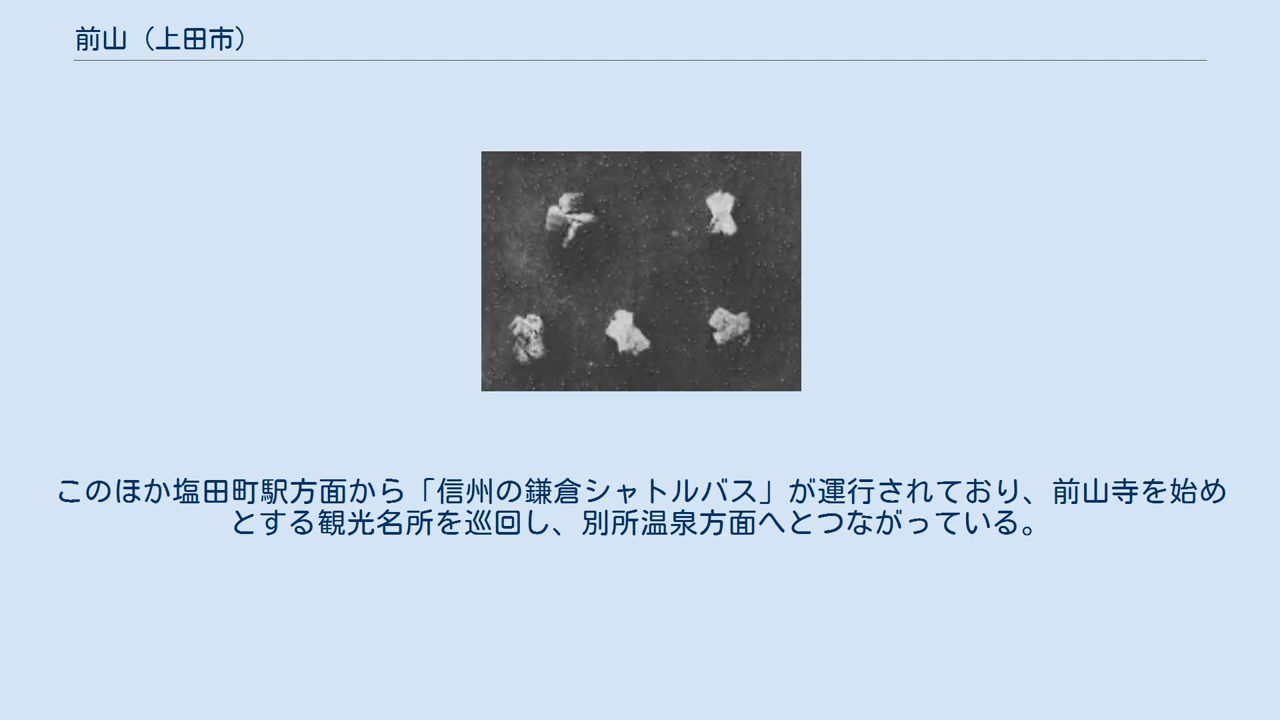 前山（上田市）
このほか塩田町駅方面から「信州の鎌倉シャトルバス」が運行されており、前山寺を始め
とする観光名所を巡回し、別所温泉方面へとつながっている。